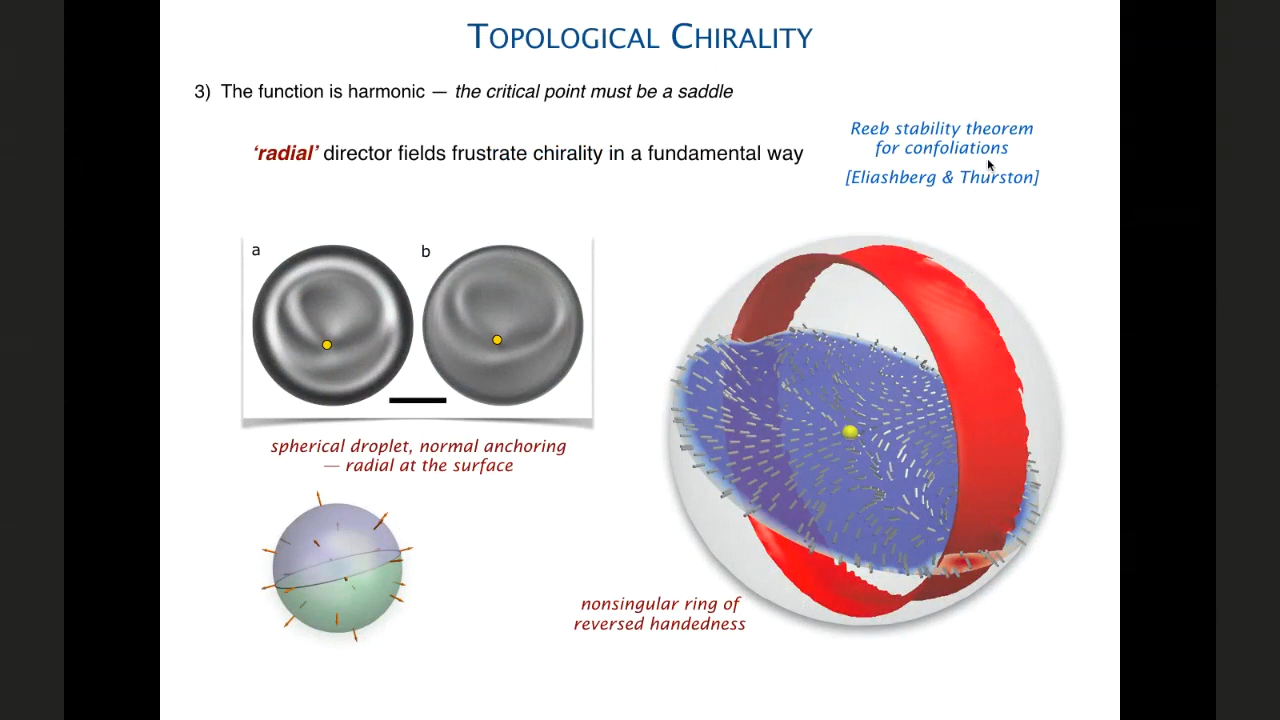 TOPOLOGICAL CHIRALITY
3) The function is harmonic — the critical point must be a saddle
Reeb stability theorem
for confoliations
'radial' director fields frustrate chirality in a fundamental way
[Eliashberg & Thurston]
a
b
spherical droplet, normal anchoring
— radial at the surface
nonsingular ring of
reversed handedness